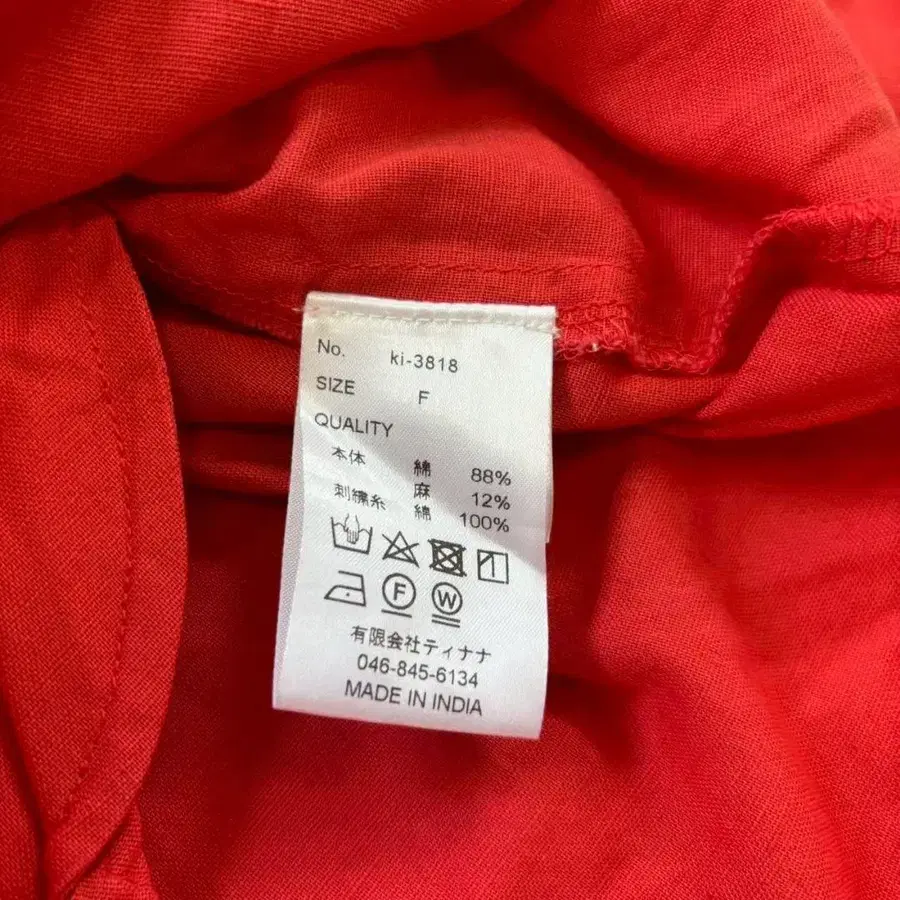 No. ki-3818
SIZE F
QUALITY
本体 綿 88%
麻 12%
刺繍糸 綿 100%
F W
有限会社ティナナ
046-845-6134
MADE IN INDIA